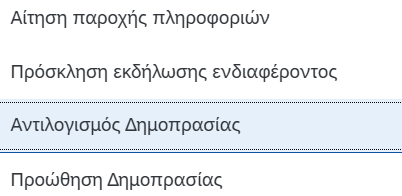 Αίτηση παροχής πληροφοριών
Πρόσκληση εκδήλωσης ενδιαφέροντος
Αντιλογισμός Δημοπρασίας
Προώθηση Δημοπρασίας